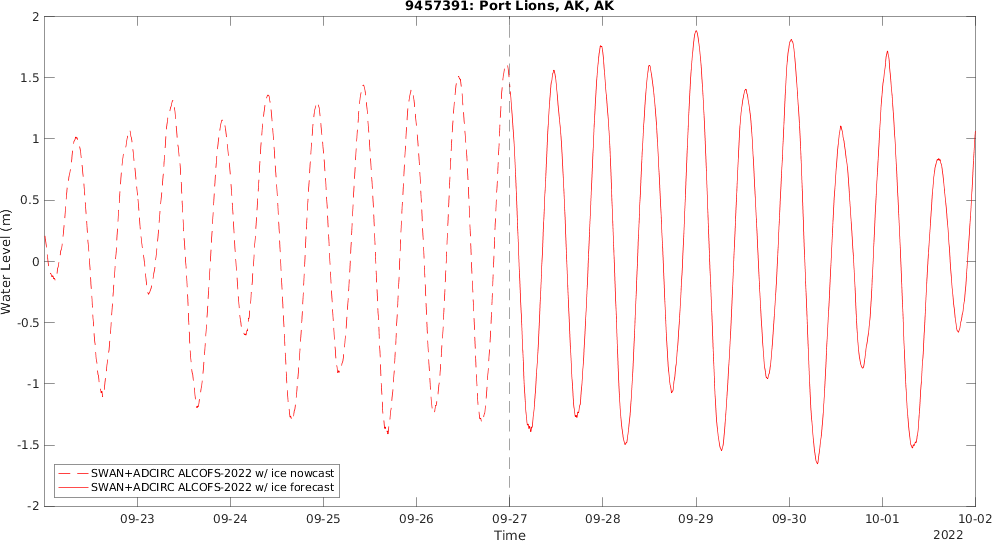 9457391: Port Lions, AK, AK
2
1.5
1
0.5
0
-0.5
-1
-1.5
-2
Water Level (m)
SWAN+ADCIRC ALCOFS-2022 w/ ice nowcast
SWAN+ADCIRC ALCOFS-2022 w/ ice forecast
09-23 09-24 09-25 09-26 09-27 09-28 09-29 09-30 10-01 10-02
Time
2022